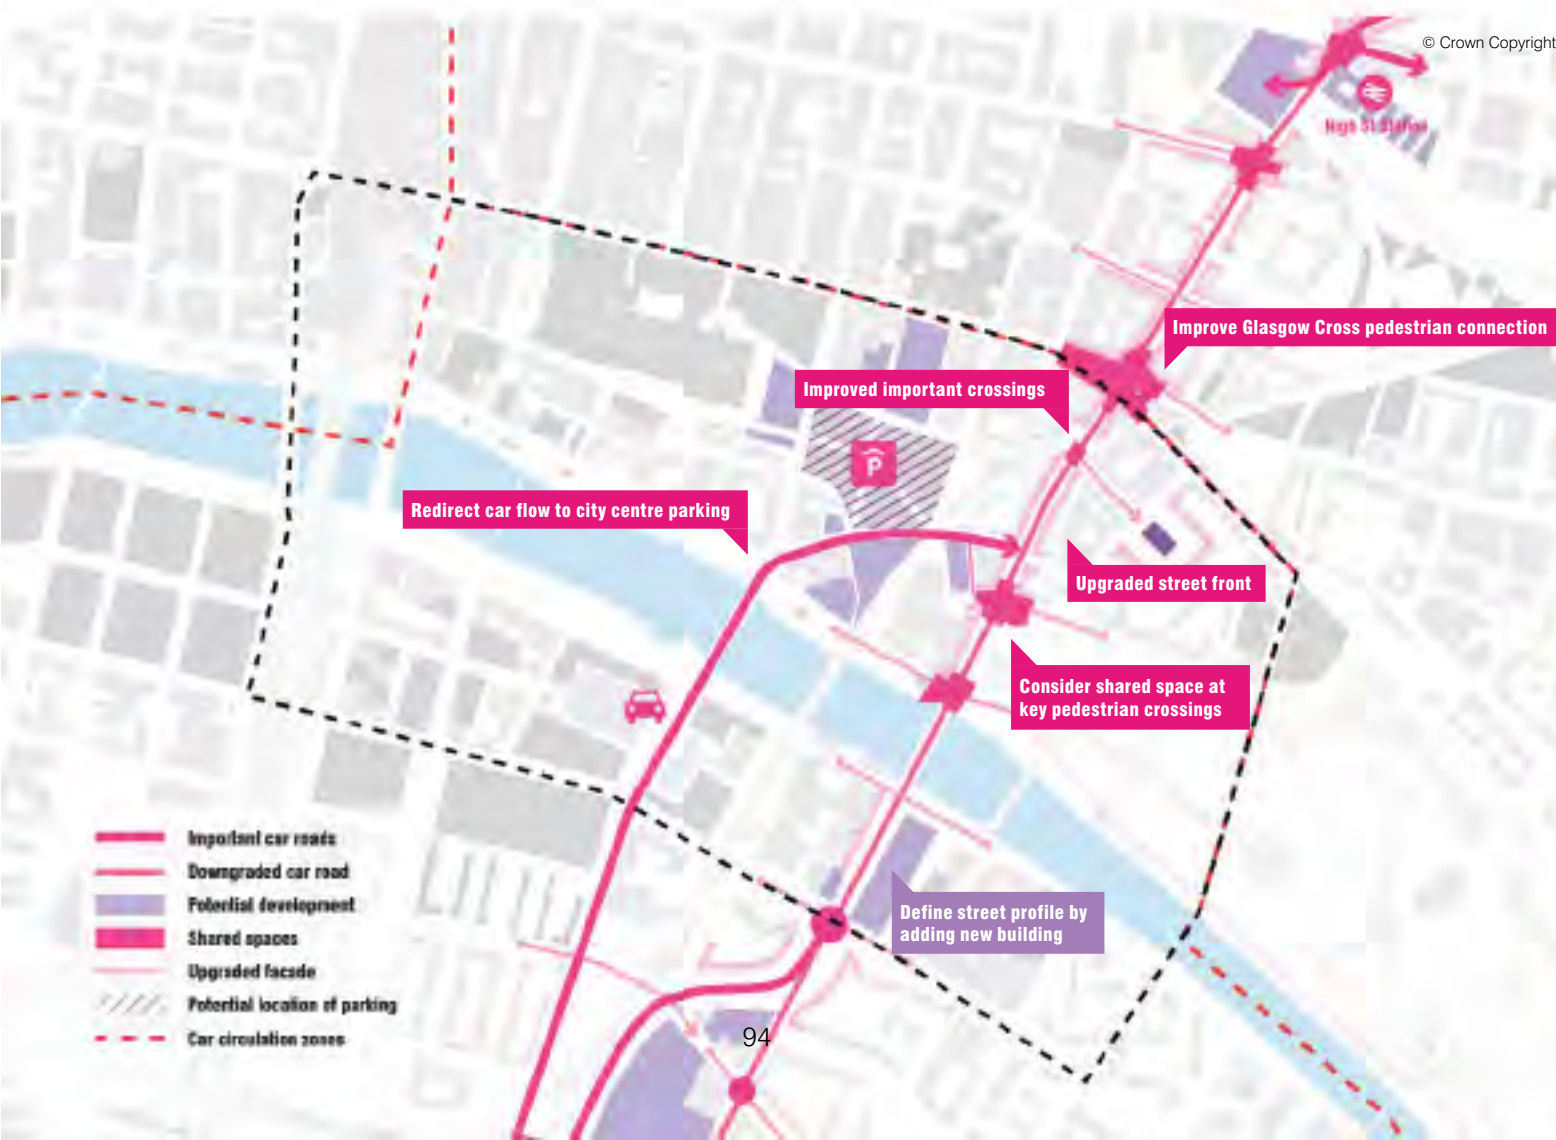 © Crown Copyright
High St Station
Improve Glasgow Cross pedestrian connection
Improved important crossings
P
Redirect car flow to city centre parking
Upgraded street front
Consider shared space at
key pedestrian crossings
Define street profile by
adding new building
Important car roads
Downgraded car road
Potential development
Shared spaces
Upgraded facade
Potential location of parking
Car circulation zones
94